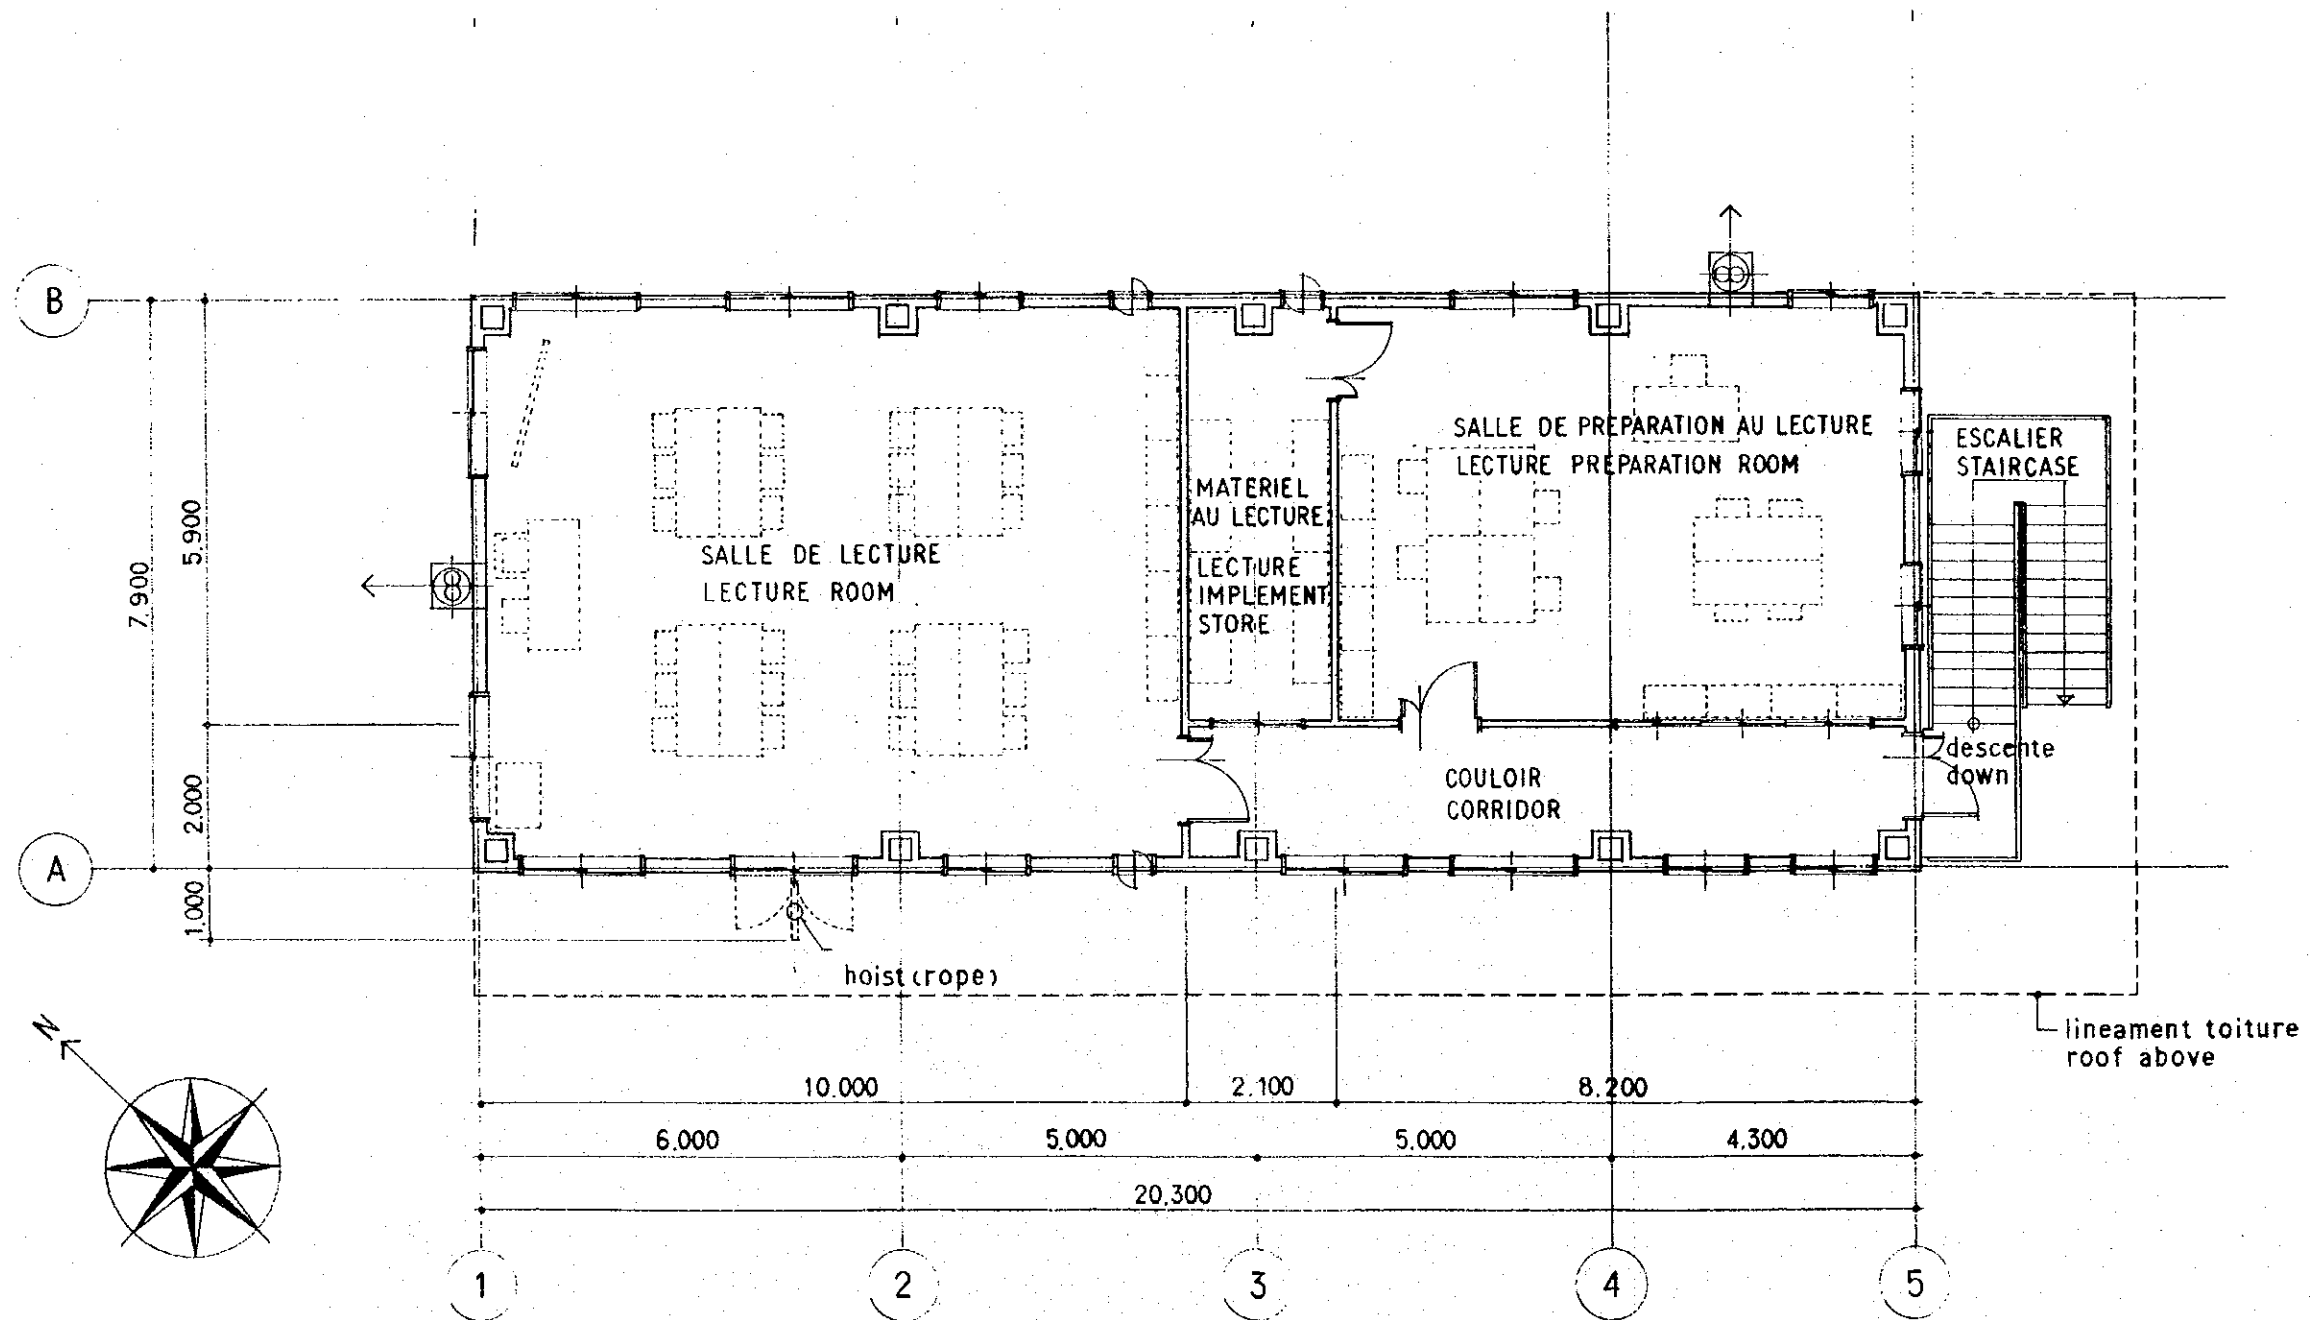 B
SALLE DE PREPARATION AU LECTURE
LECTURE PREPARATION ROOM
ESCALIER
STAIRCASE
MATERIEL
AU LECTURE
LECTURE
IMPLEMENT
STORE
SALLE DE LECTURE
LECTURE ROOM
7.900
5.900
2.000
1.000
descente
down
COULOIR
CORRIDOR
A
hoist(rope)
N
lineament toiture
roof above
10.000
2.100
8.200
6.000
5.000
5.000
4.300
20,300
1
2
3
4
5